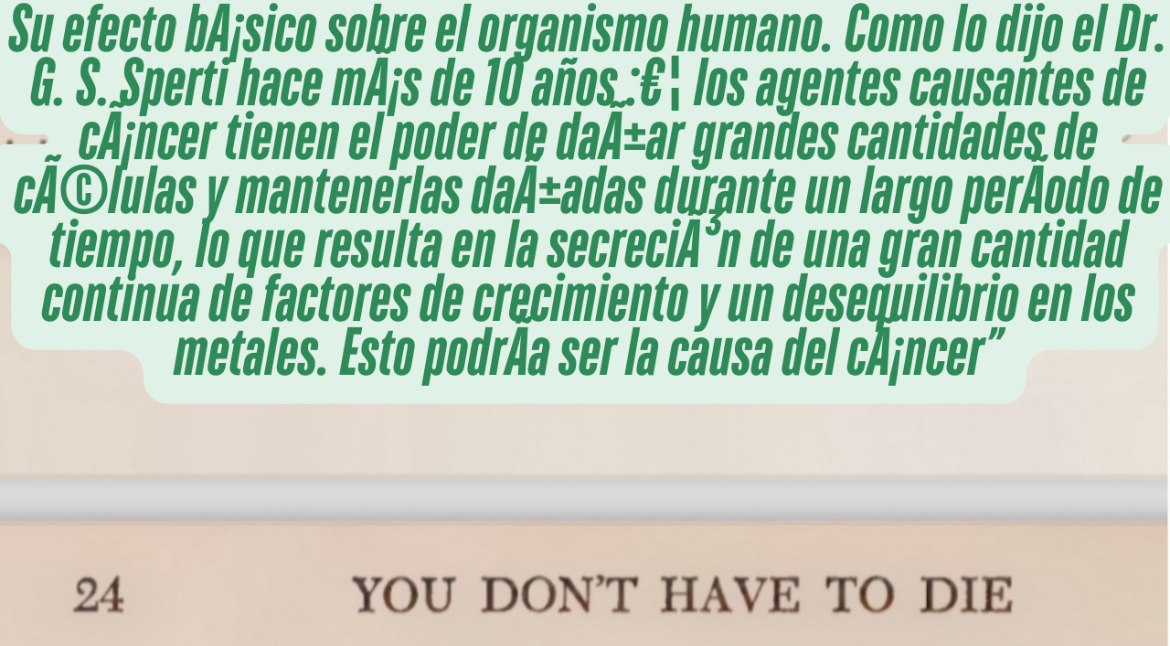 Su efecto bÃ¡sico sobre el organismo humano. Como lo dijo el Dr.
G. S. Sperti hace mÃ¡s de 10 años.:€¦ los agentes causantes de
cÃ¡ncer tienen el poder de daÃ±ar grandes cantidades de
cÃ©lulas y mantenerlas daÃ±adas durante un largo perÃodo de
tiempo, lo que resulta en la secreciÃ³n de una gran cantidad
continua de factores de crecimiento y un desequilibrio en los
metales. Esto podrÃa ser la causa del cÃ¡ncer”
24 YOU DON'T HAVE TO DIE